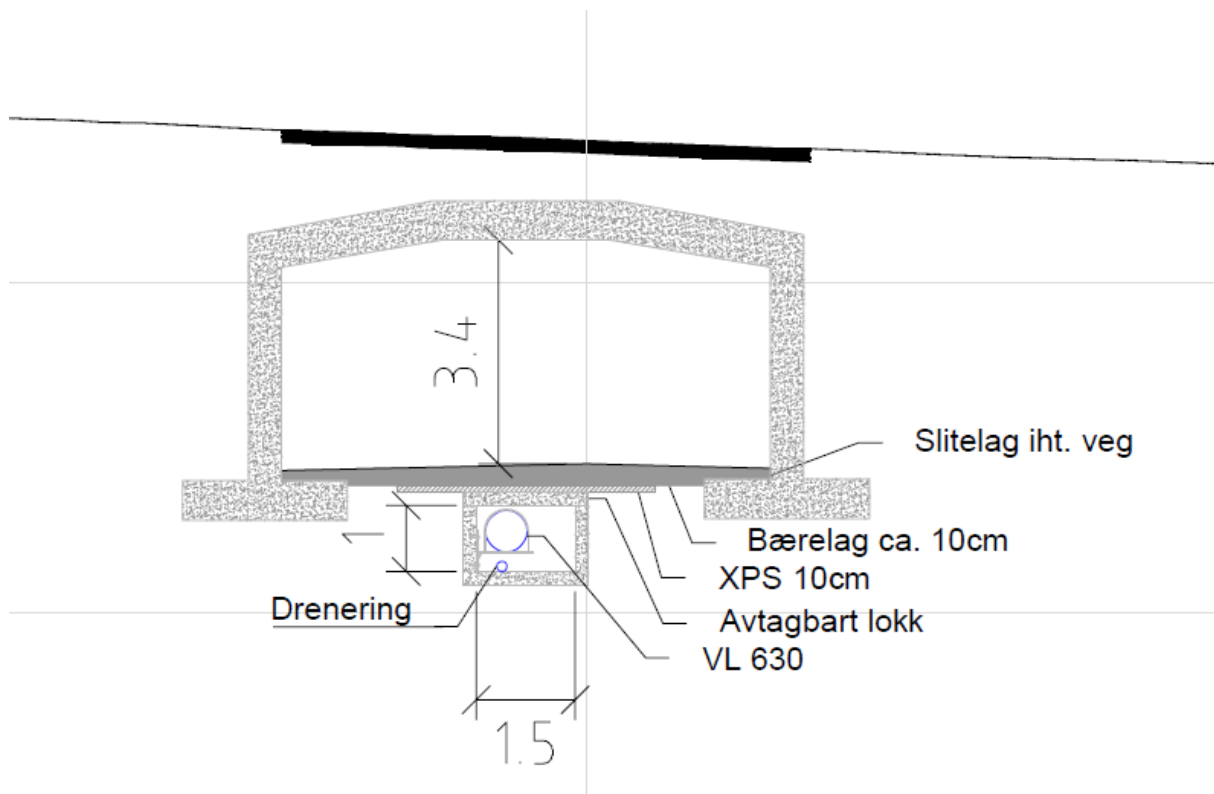 3.4
Slitelag iht. veg
1
Bærelag ca. 10cm
XPS 10cm
Drenering
Avtagbart lokk
VL 630
1.5